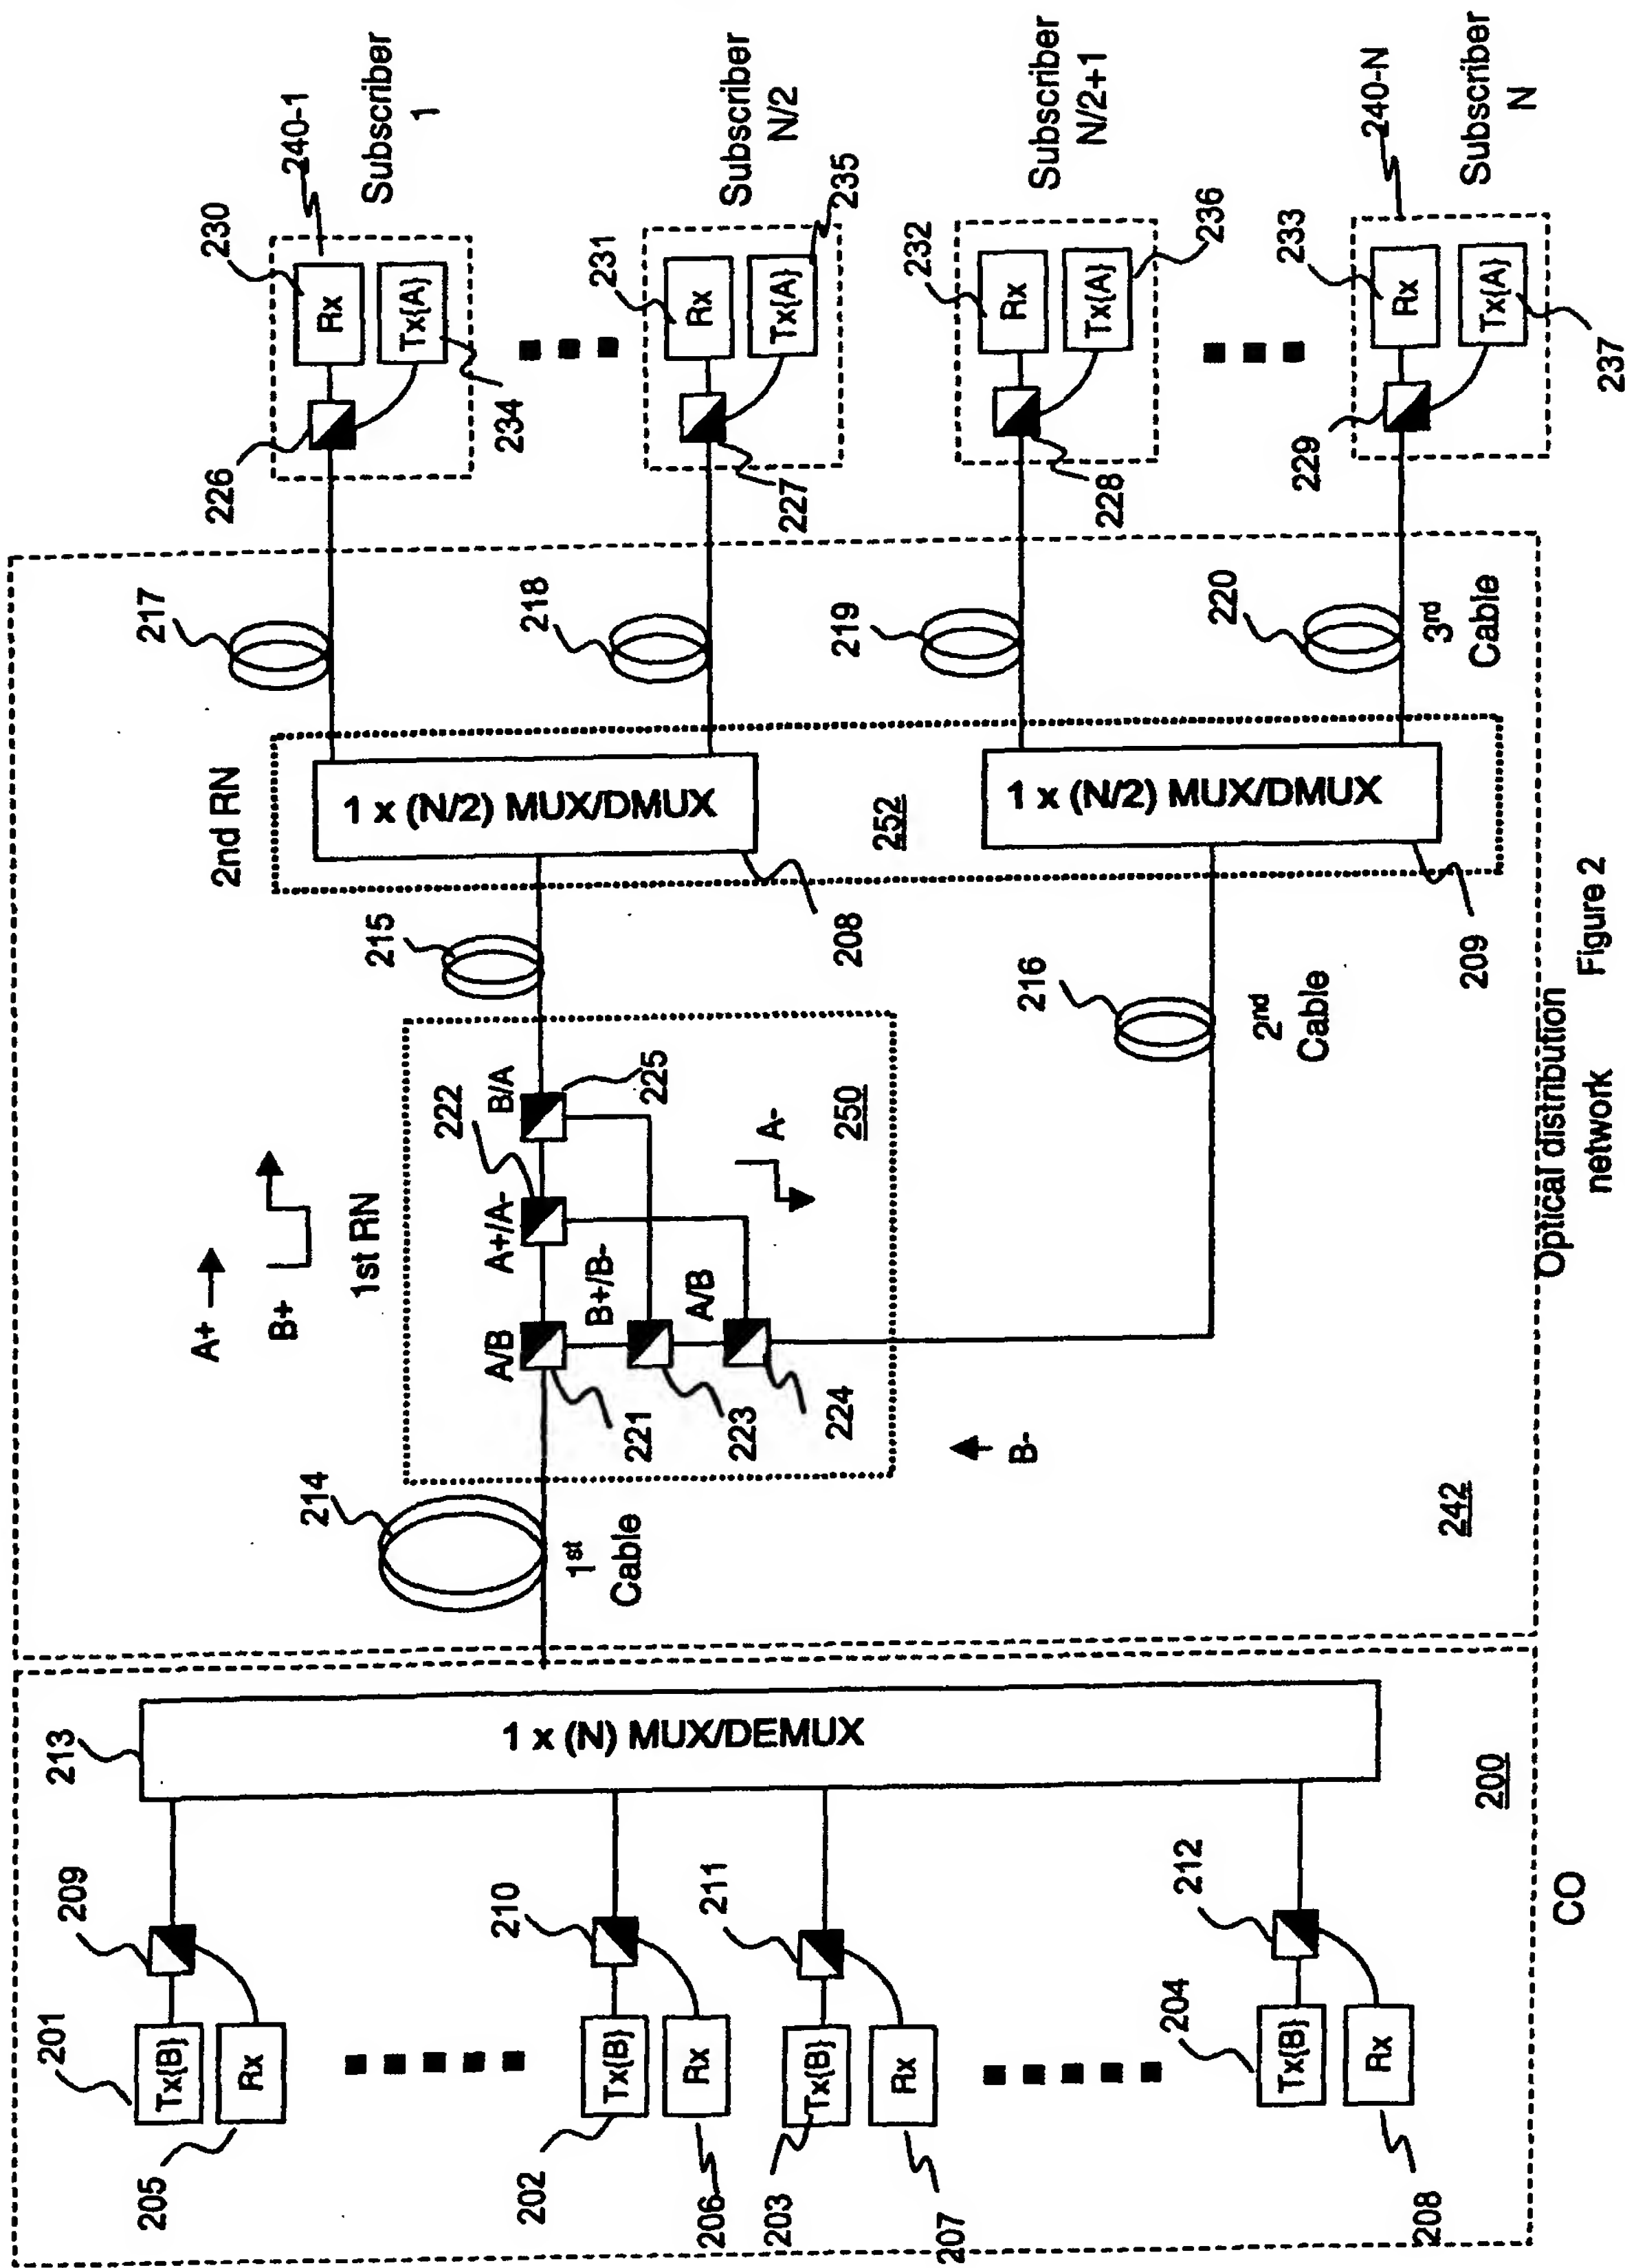 201
Tx{B}
205
Rx
209
202
Tx{B}
206
Rx
210
203
Tx{B}
207
Rx
211
204
Tx{B}
208
Rx
212
213
1 x (N) MUX/DEMUX
200
CO
214
1st
Cable
A+
B+
1st RN
A/B
A+/A-
B/A
222
225
B+/B-
A/B
221
223
224
A-
250
B-
242
215
216
2nd
Cable
2nd RN
1 x (N/2) MUX/DMUX
208
252
1 x (N/2) MUX/DMUX
209
217
218
219
220
3rd
Cable
Optical distribution
network
226
230
Rx
Tx{A}
234
240-1
Subscriber
1
227
231
Rx
Tx{A}
235
Subscriber
N/2
228
232
Rx
Tx{A}
236
Subscriber
N/2+1
229
233
Rx
Tx{A}
237
240-N
Subscriber
N
Figure 2